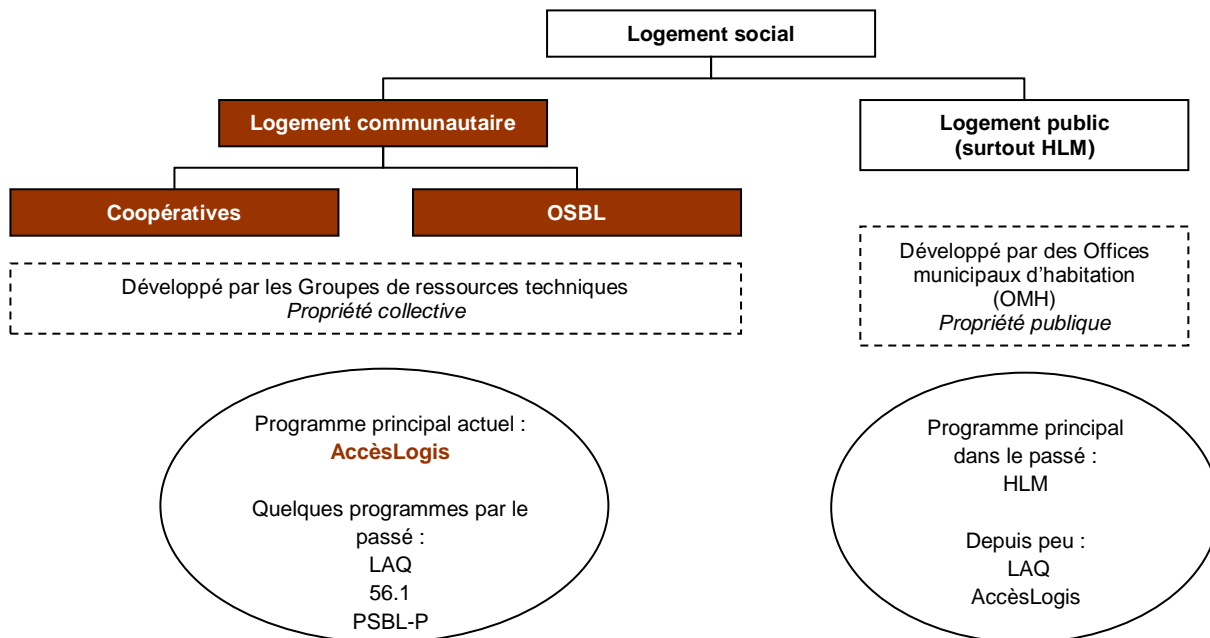 Logement social
Logement communautaire
Logement public
(surtout HLM)
Coopératives
OSBL
Développé par les Groupes de ressources techniques
Propriété collective
Développé par des Offices
municipaux d'habitation
(OMH)
Propriété publique
Programme principal actuel :
AccèsLogis
Quelques programmes par le
passé :
LAQ
56.1
PSBL-P
Programme principal
dans le passé :
HLM
Depuis peu :
LAQ
AccèsLogis